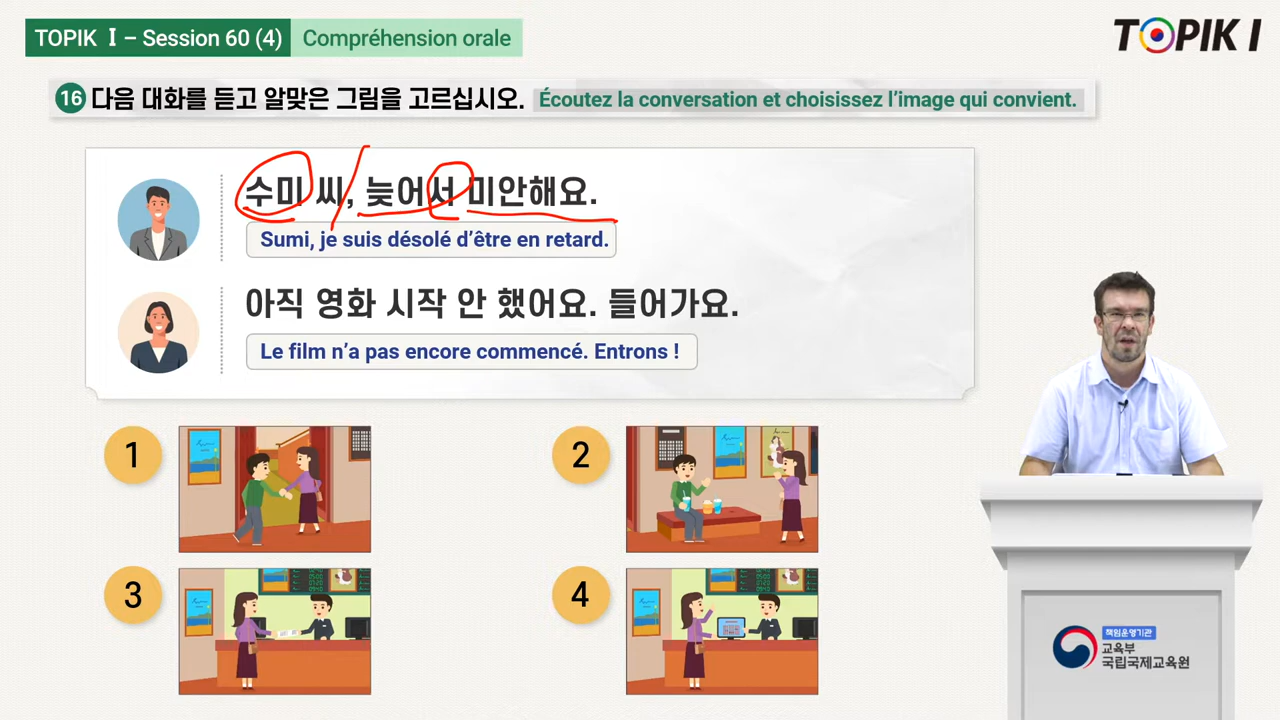 TOPIK Ⅰ – Session 60 (4) Compréhension orale
TOPIK I
16 다음 대화를 듣고 알맞은 그림을 고르십시오. Écoutez la conversation et choisissez l’image qui convient.
수미 씨, 늦어서 미안해요.
Sumi, je suis désolé d’être en retard.
아직 영화 시작 안 했어요. 들어가요.
Le film n’a pas encore commencé. Entrons !
1
2
3
4
책임운영기관
교육부
국립국제교육원